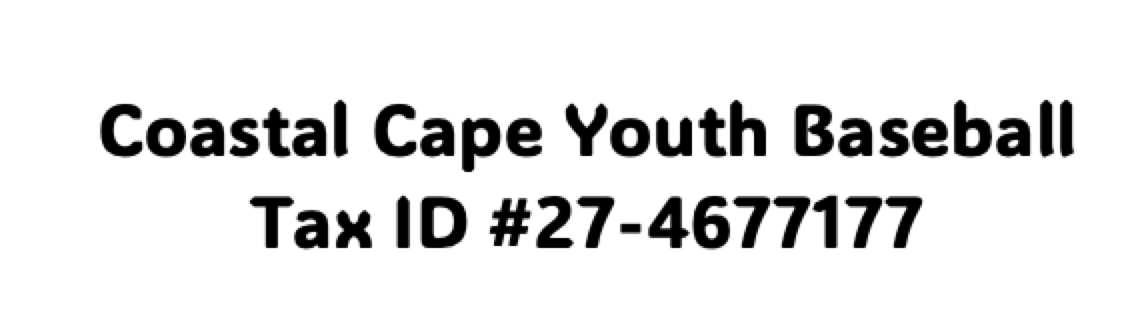 Coastal Cape Youth Baseball
Tax ID #27-4677177